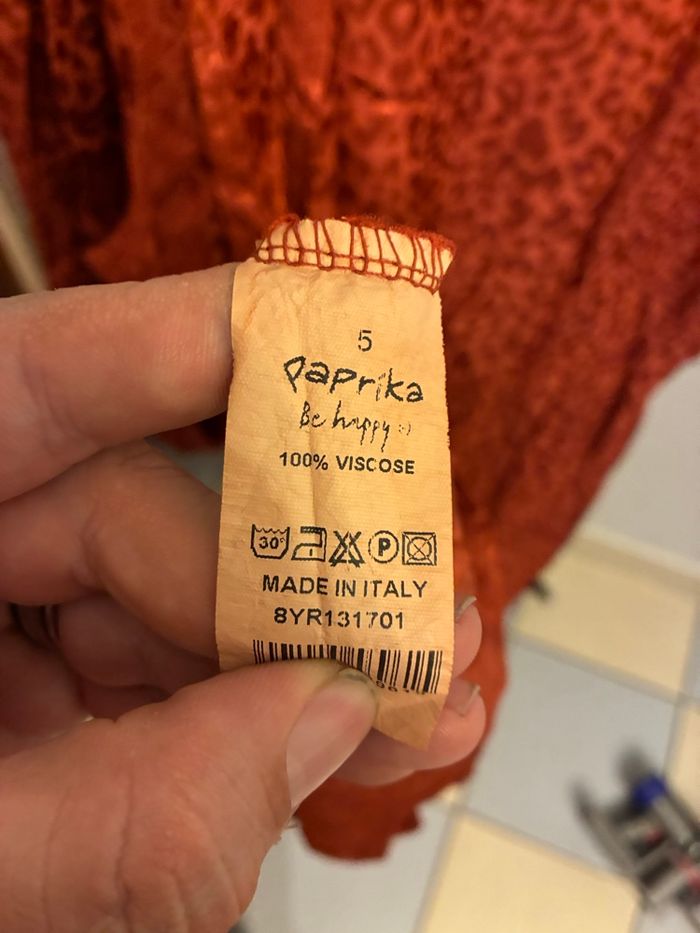 5
Paprika
Be happy :)
100% VISCOSE
30°
P
MADE IN ITALY
8YR131701